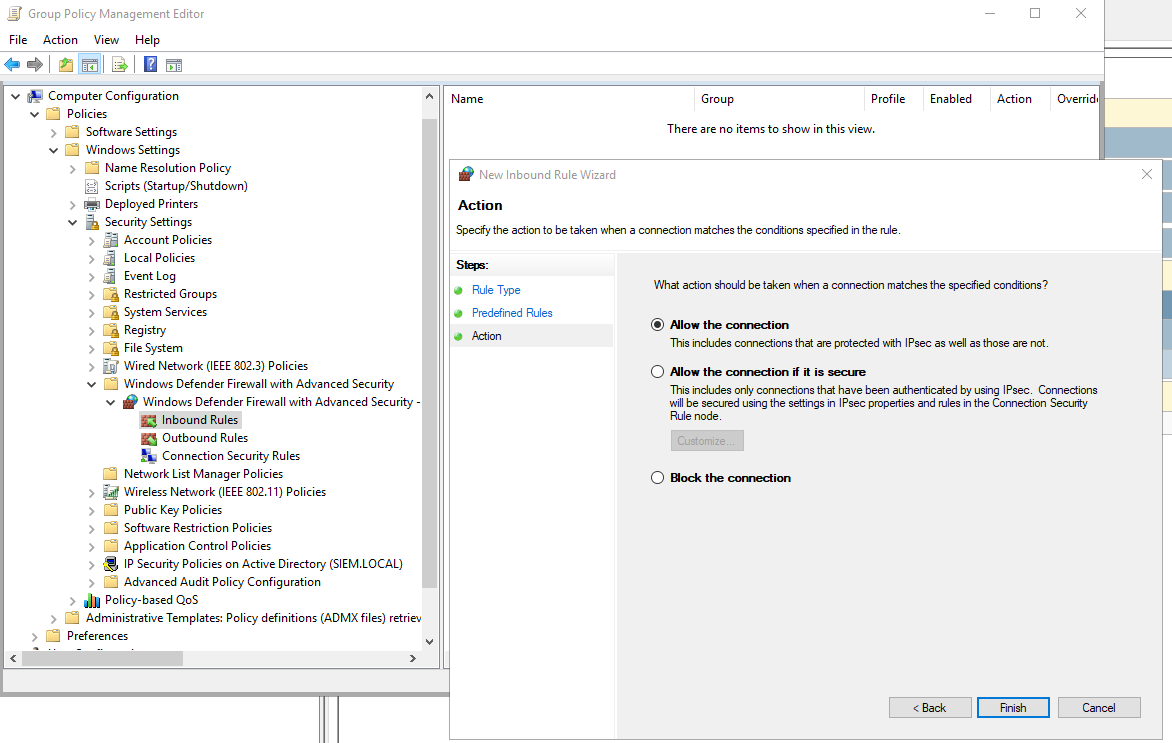 Group Policy Management Editor
File Action View Help
Computer Configuration
Policies
Software Settings
Windows Settings
Name Resolution Policy
Scripts (Startup/Shutdown)
Deployed Printers
Security Settings
Account Policies
Local Policies
Event Log
Restricted Groups
System Services
Registry
File System
Wired Network (IEEE 802.3) Policies
Windows Defender Firewall with Advanced Security
Windows Defender Firewall with Advanced Security -
Inbound Rules
Outbound Rules
Connection Security Rules
Network List Manager Policies
Wireless Network (IEEE 802.11) Policies
Public Key Policies
Software Restriction Policies
Application Control Policies
IP Security Policies on Active Directory (SIEM.LOCAL)
Advanced Audit Policy Configuration
Policy-based QoS
Administrative Templates: Policy definitions (ADMX files) retriev
Preferences
Name Group Profile Enabled Action Override
There are no items to show in this view.
New Inbound Rule Wizard
Action
Specify the action to be taken when a connection matches the conditions specified in the rule.
Steps:
Rule Type
Predefined Rules
Action
What action should be taken when a connection matches the specified conditions?
Allow the connection
This includes connections that are protected with IPsec as well as those are not.
Allow the connection if it is secure
This includes only connections that have been authenticated by using IPsec. Connections
will be secured using the settings in IPsec properties and rules in the Connection Security
Rule node.
Customize...
Block the connection
< Back Finish Cancel